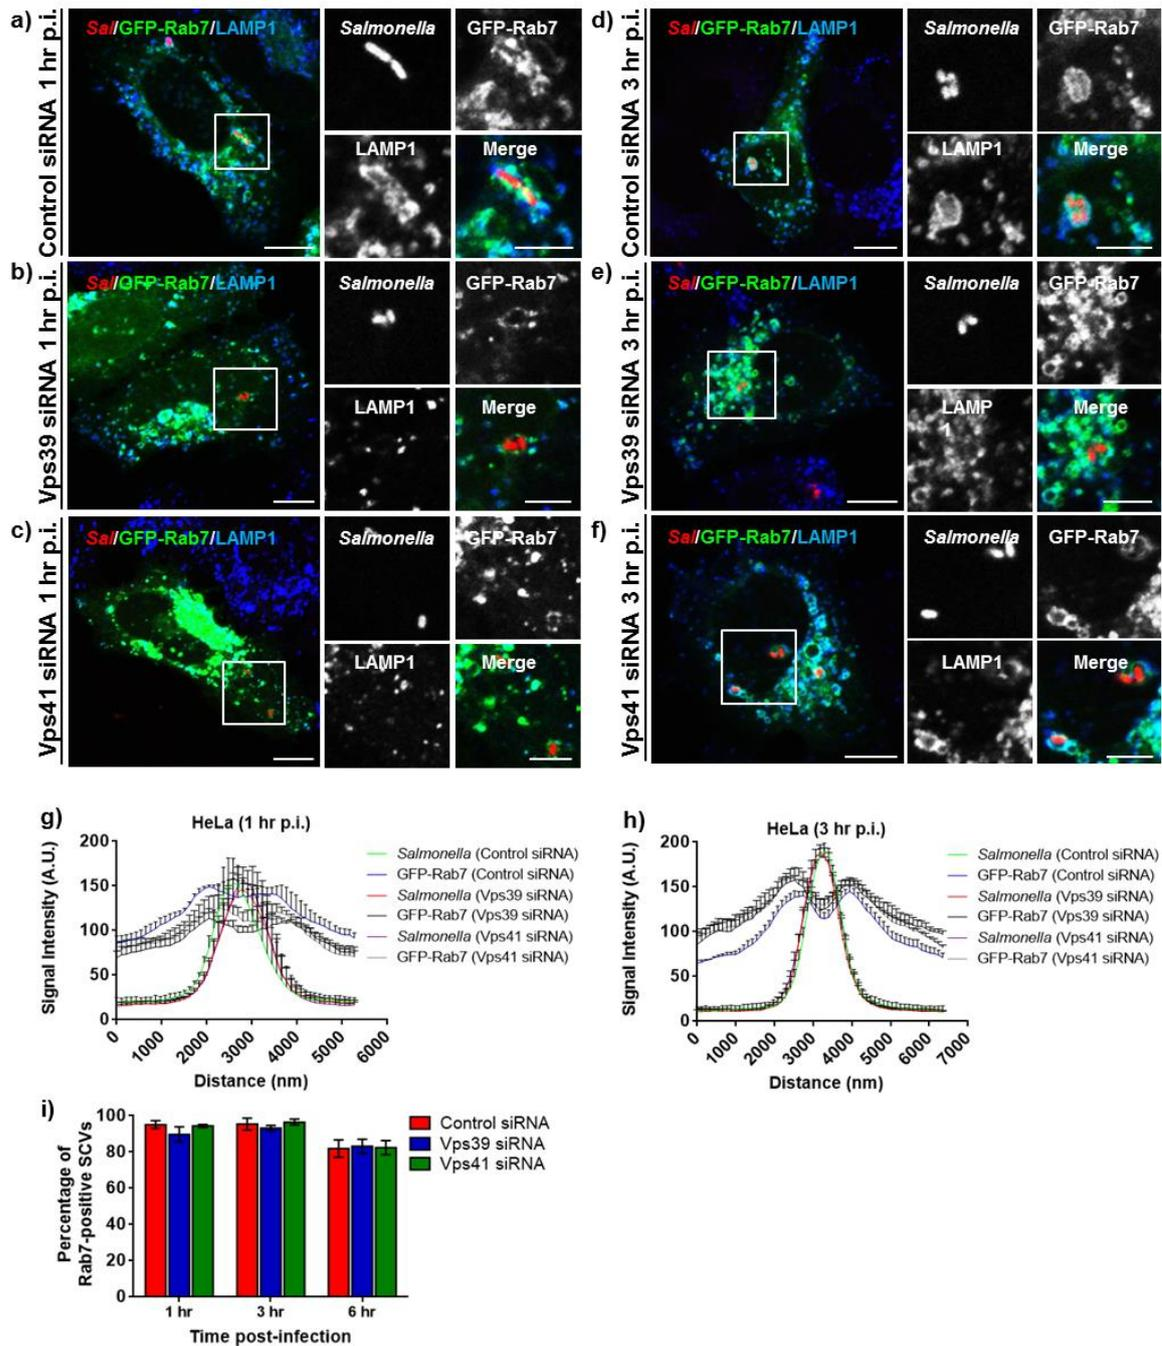 a)
Control siRNA 1 hr p.i.
Sal/GFP-Rab7/LAMP1
Salmonella
GFP-Rab7
LAMP1
Merge
d)
Control siRNA 3 hr p.i.
Sal/GFP-Rab7/LAMP1
Salmonella
GFP-Rab7
LAMP1
Merge
b)
Vps39 siRNA 1 hr p.i.
Sal/GFP-Rab7/LAMP1
Salmonella
GFP-Rab7
LAMP1
Merge
e)
Vps39 siRNA 3 hr p.i.
Sal/GFP-Rab7/LAMP1
Salmonella
GFP-Rab7
LAMP
1
Merge
c)
Vps41 siRNA 1 hr p.i.
Sal/GFP-Rab7/LAMP1
Salmonella
GFP-Rab7
LAMP1
Merge
f)
Vps41 siRNA 3 hr p.i.
Sal/GFP-Rab7/LAMP1
Salmonella
GFP-Rab7
LAMP1
Merge
g)
HeLa (1 hr p.i.)
Signal Intensity (A.U.)
200
150
100
50
0
0 1000 2000 3000 4000 5000 6000
Distance (nm)
Salmonella (Control siRNA)
GFP-Rab7 (Control siRNA)
Salmonella (Vps39 siRNA)
GFP-Rab7 (Vps39 siRNA)
Salmonella (Vps41 siRNA)
GFP-Rab7 (Vps41 siRNA)
h)
HeLa (3 hr p.i.)
Signal Intensity (A.U.)
200
150
100
50
0
0 1000 2000 3000 4000 5000 6000 7000
Distance (nm)
Salmonella (Control siRNA)
GFP-Rab7 (Control siRNA)
Salmonella (Vps39 siRNA)
GFP-Rab7 (Vps39 siRNA)
Salmonella (Vps41 siRNA)
GFP-Rab7 (Vps41 siRNA)
i)
Percentage of
Rab7-positive SCVs
100
80
60
40
20
0
1 hr 3 hr 6 hr
Time post-infection
Control siRNA
Vps39 siRNA
Vps41 siRNA